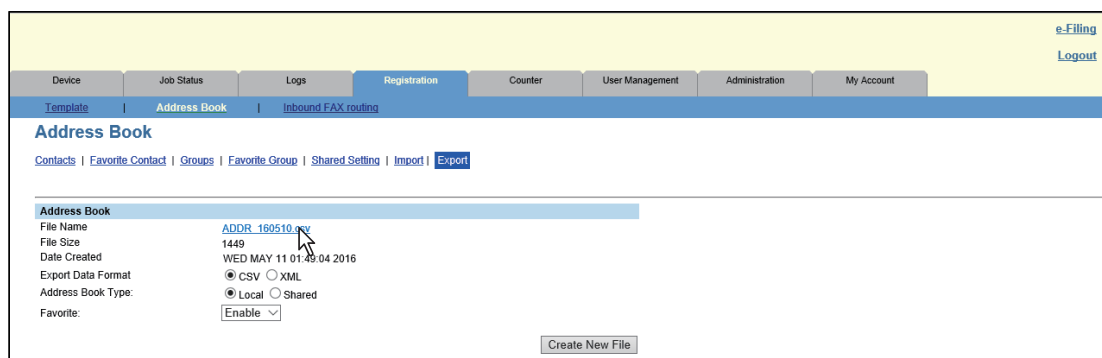 e-Filing
Logout
Device Job Status Logs Registration Counter User Management Administration My Account
Template | Address Book | Inbound FAX routing
Address Book
Contacts | Favorite Contact | Groups | Favorite Group | Shared Setting | Import | Export
Address Book
File Name ADDR_160510.csv
File Size 1449
Date Created WED MAY 11 01:49:04 2016
Export Data Format CSV XML
Address Book Type: Local Shared
Favorite: Enable
Create New File